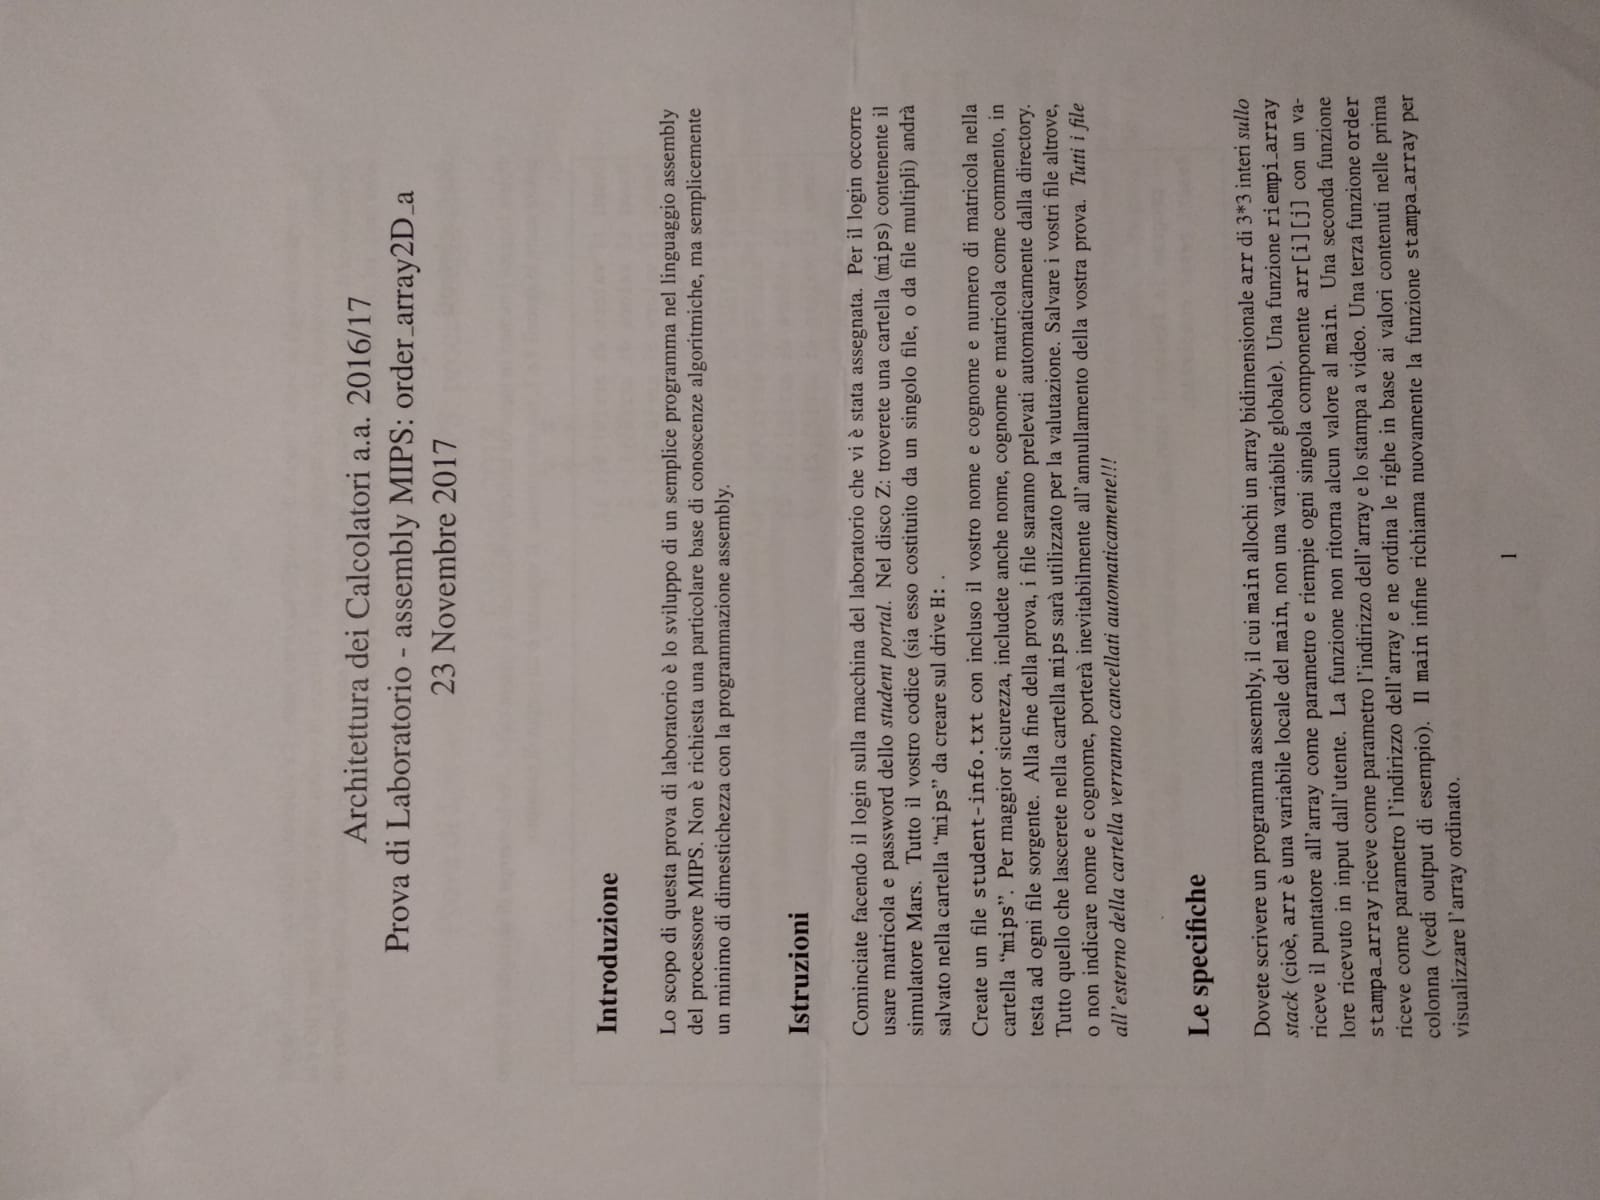 Architettura dei Calcolatori a.a. 2016/17
Prova di Laboratorio - assembly MIPS: order_array2D_a
23 Novembre 2017
Introduzione
Lo scopo di questa prova di laboratorio è lo sviluppo di un semplice programma nel linguaggio assembly
del processore MIPS. Non è richiesta una particolare base di conoscenze algoritmiche, ma semplicemente
un minimo di dimestichezza con la programmazione assembly.
Istruzioni
Cominciate facendo il login sulla macchina del laboratorio che vi è stata assegnata. Per il login occorre
usare matricola e password dello student portal. Nel disco Z: troverete una cartella (mips) contenente il
simulatore Mars. Tutto il vostro codice (sia esso costituito da un singolo file, o da file multipli) andrà
salvato nella cartella “mips” da creare sul drive H: .
Create un file student-info.txt con incluso il vostro nome e cognome e numero di matricola nella
cartella “mips”. Per maggior sicurezza, includete anche nome, cognome e matricola come commento, in
testa ad ogni file sorgente. Alla fine della prova, i file saranno prelevati automaticamente dalla directory.
Tutto quello che lascerete nella cartella mips sarà utilizzato per la valutazione. Salvare i vostri file altrove,
o non indicare nome e cognome, porterà inevitabilmente all’annullamento della vostra prova. Tutti i file
all’esterno della cartella verranno cancellati automaticamente!!!
Le specifiche
Dovete scrivere un programma assembly, il cui main allochi un array bidimensionale arr di 3*3 interi sullo
stack (cioè, arr è una variabile locale del main, non una variabile globale). Una funzione riempi_array
riceve il puntatore all’array come parametro e riempie ogni singola componente arr[i][j] con un va-
lore ricevuto in input dall’utente. La funzione non ritorna alcun valore al main. Una seconda funzione
stampa_array riceve come parametro l’indirizzo dell’array e lo stampa a video. Una terza funzione order
riceve come parametro l’indirizzo dell’array e ne ordina le righe in base ai valori contenuti nelle prima
colonna (vedi output di esempio). Il main infine richiama nuovamente la funzione stampa_array per
visualizzare l’array ordinato.
1